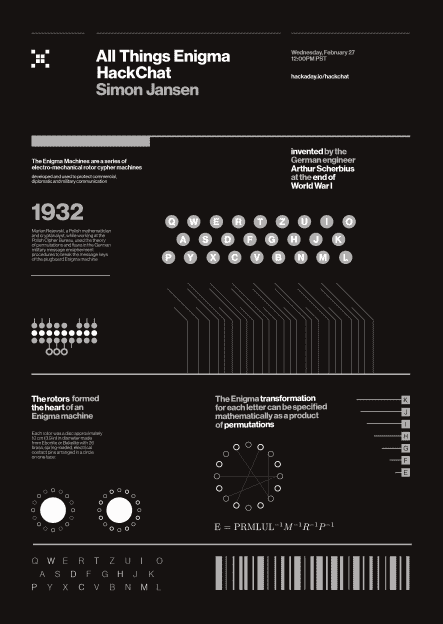 All Things Enigma
HackChat
Simon Jansen
Wednesday, February 27
12:00PM PST
hackaday.io/hackchat
The Enigma Machines are a series of
electro-mechanical rotor cypher machines
developed and used to protect commercial,
diplomatic and military communication
invented by the
German engineer
Arthur Scherbius
at the end of
World War I
1932
Marian Rejewski, a Polish mathematician
and cryptanalyst, while working at the
Polish Cipher Bureau, used the theory
of permutations and flaws in the German
military message encipherment
procedures to break the message keys
of the plugboard Enigma machine
Q W E R T Z U I O
A S D F G H J K
P Y X C V B N M L
The rotors formed
the heart of an
Enigma machine
Each rotor was a disc approximately
10 cm (3.9 in) in diameter made
from Ebonite or Bakelite with 26
brass, spring-loaded, electrical
contact pins arranged in a circle
on one face
The Enigma transformation
for each letter can be specified
mathematically as a product
of permutations
K
J
I
H
G
F
E
E = PRMLUL⁻¹M⁻¹R⁻¹P⁻¹
Q W E R T Z U I O
A S D F G H J K
P Y X C V B N M L